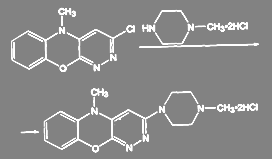 CH₃
N
Cl HN N–CH₃·2HCl
O N N
CH₃
N N N–CH₃·2HCl
O N N